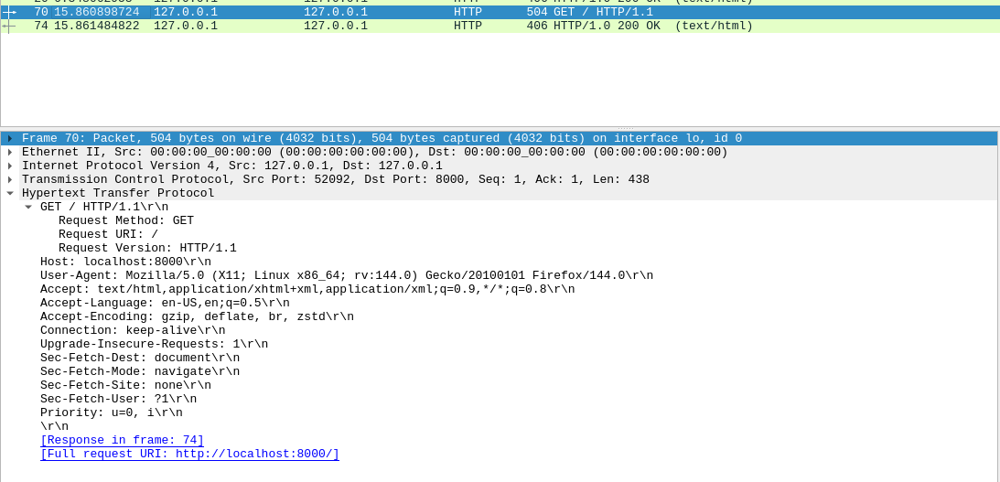 70 15.860898724 127.0.0.1 127.0.0.1 HTTP 504 GET / HTTP/1.1
74 15.861484822 127.0.0.1 127.0.0.1 HTTP 406 HTTP/1.0 200 OK (text/html)
Frame 70: Packet, 504 bytes on wire (4032 bits), 504 bytes captured (4032 bits) on interface lo, id 0
Ethernet II, Src: 00:00:00_00:00:00 (00:00:00:00:00:00), Dst: 00:00:00_00:00:00 (00:00:00:00:00:00)
Internet Protocol Version 4, Src: 127.0.0.1, Dst: 127.0.0.1
Transmission Control Protocol, Src Port: 52092, Dst Port: 8000, Seq: 1, Ack: 1, Len: 438
Hypertext Transfer Protocol
GET / HTTP/1.1\r\n
Request Method: GET
Request URI: /
Request Version: HTTP/1.1
Host: localhost:8000\r\n
User-Agent: Mozilla/5.0 (X11; Linux x86_64; rv:144.0) Gecko/20100101 Firefox/144.0\r\n
Accept: text/html,application/xhtml+xml,application/xml;q=0.9,*/*;q=0.8\r\n
Accept-Language: en-US,en;q=0.5\r\n
Accept-Encoding: gzip, deflate, br, zstd\r\n
Connection: keep-alive\r\n
Upgrade-Insecure-Requests: 1\r\n
Sec-Fetch-Dest: document\r\n
Sec-Fetch-Mode: navigate\r\n
Sec-Fetch-Site: none\r\n
Sec-Fetch-User: ?1\r\n
Priority: u=0, i\r\n
\r\n
[Response in frame: 74]
[Full request URI: http://localhost:8000/]